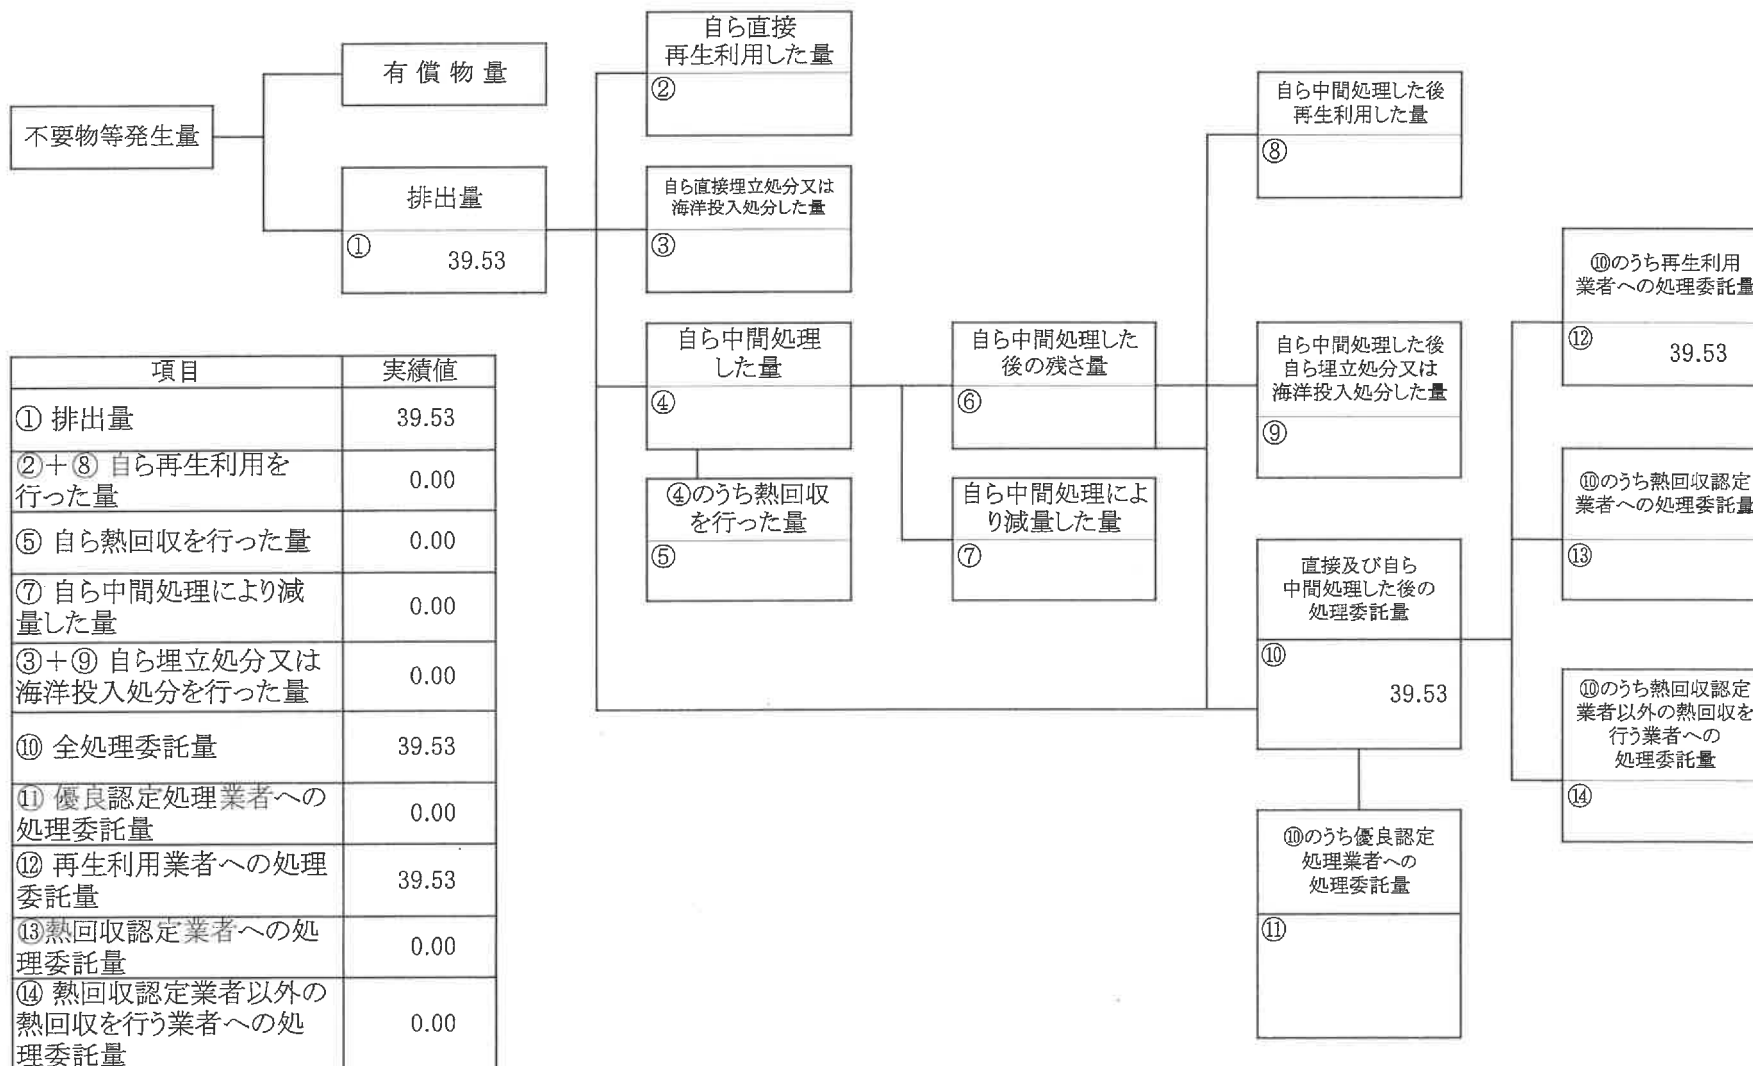 不要物等発生量
有償物量
排出量
①
39.53
自ら直接
再生利用した量
②
自ら直接埋立処分又は
海洋投入処分した量
③
自ら中間処理
した量
④
④のうち熱回収
を行った量
⑤
自ら中間処理した
後の残さ量
⑥
自ら中間処理によ
り減量した量
⑦
自ら中間処理した後
再生利用した量
⑧
自ら中間処理した後
自ら埋立処分又は
海洋投入処分した量
⑨
直接及び自ら
中間処理した後の
処理委託量
⑩
39.53
⑩のうち優良認定
処理業者への
処理委託量
⑪
⑩のうち再生利用
業者への処理委託量
⑫
39.53
⑩のうち熱回収認定
業者への処理委託量
⑬
⑩のうち熱回収認定
業者以外の熱回収を
行う業者への
処理委託量
⑭
項目 実績値
① 排出量 39.53
②+⑧ 自ら再生利用を
行った量 0.00
⑤ 自ら熱回収を行った量 0.00
⑦ 自ら中間処理により減
量した量 0.00
③+⑨ 自ら埋立処分又は
海洋投入処分を行った量 0.00
⑩ 全処理委託量 39.53
⑪ 優良認定処理業者への
処理委託量 0.00
⑫ 再生利用業者への処理
委託量 39.53
⑬熱回収認定業者への処
理委託量 0.00
⑭ 熱回収認定業者以外の
熱回収を行う業者への処
理委託量 0.00